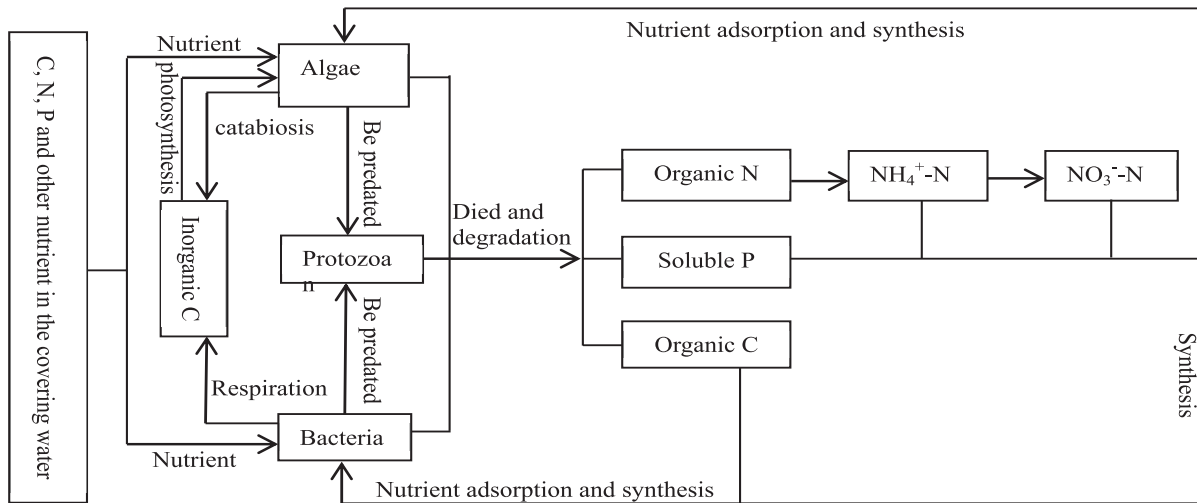 C, N, P and other nutrient in the covering water
Nutrient
photosynthesis
Algae
catabiosis
Be predated
Inorganic C
Protozoa
n
Respiration
Be predated
Bacteria
Nutrient
Died and
degradation
Nutrient adsorption and synthesis
Organic N
NH₄⁺-N
NO₃⁻-N
Soluble P
Organic C
Synthesis
Nutrient adsorption and synthesis